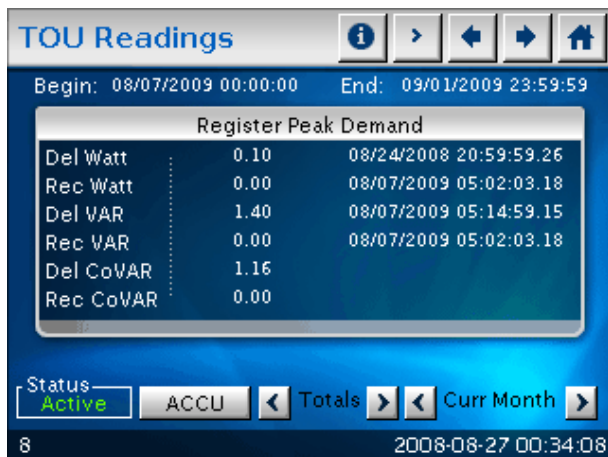 TOU Readings
Begin: 08/07/2009 00:00:00 End: 09/01/2009 23:59:59
Register Peak Demand
Del Watt 0.10 08/24/2008 20:59:59.26
Rec Watt 0.00 08/07/2009 05:02:03.18
Del VAR 1.40 08/07/2009 05:14:59.15
Rec VAR 0.00 08/07/2009 05:02:03.18
Del CoVAR 1.16
Rec CoVAR 0.00
Status
Active ACCU Totals Curr Month
8 2008-08-27 00:34:08